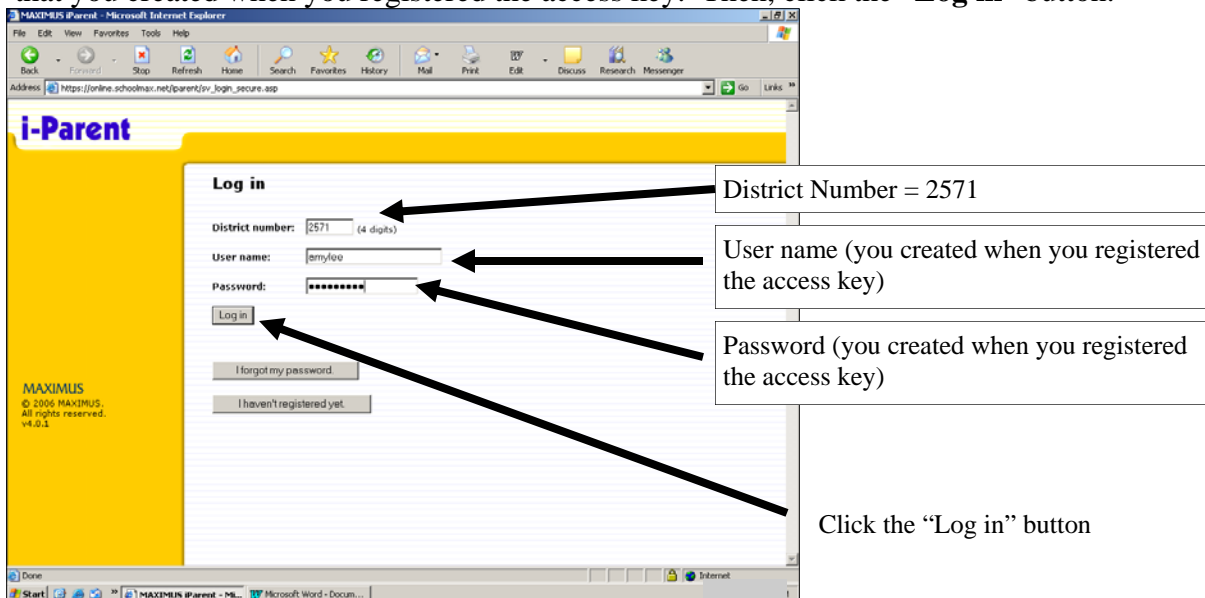 that you created when you registered the access key. Then, click the "Log in" button.
MAXIMUS iParent - Microsoft Internet Explorer
File Edit View Favorites Tools Help
Back Forward Stop Refresh Home Search Favorites History Mail Print Edit Discuss Research Messenger
Address https://online.schoolmax.net/iparent/sv_login_secure.asp Go Links »
i-Parent
Log in
District number: 2571 (4 digits)
User name: amylee
Password: •••••••••
Log in
I forgot my password.
I haven't registered yet.
MAXIMUS
© 2006 MAXIMUS.
All rights reserved.
v4.0.1
District Number = 2571
User name (you created when you registered
the access key)
Password (you created when you registered
the access key)
Click the “Log in” button
Done Internet
Start » MAXIMUS iParent - Mi... Microsoft Word - Docum...